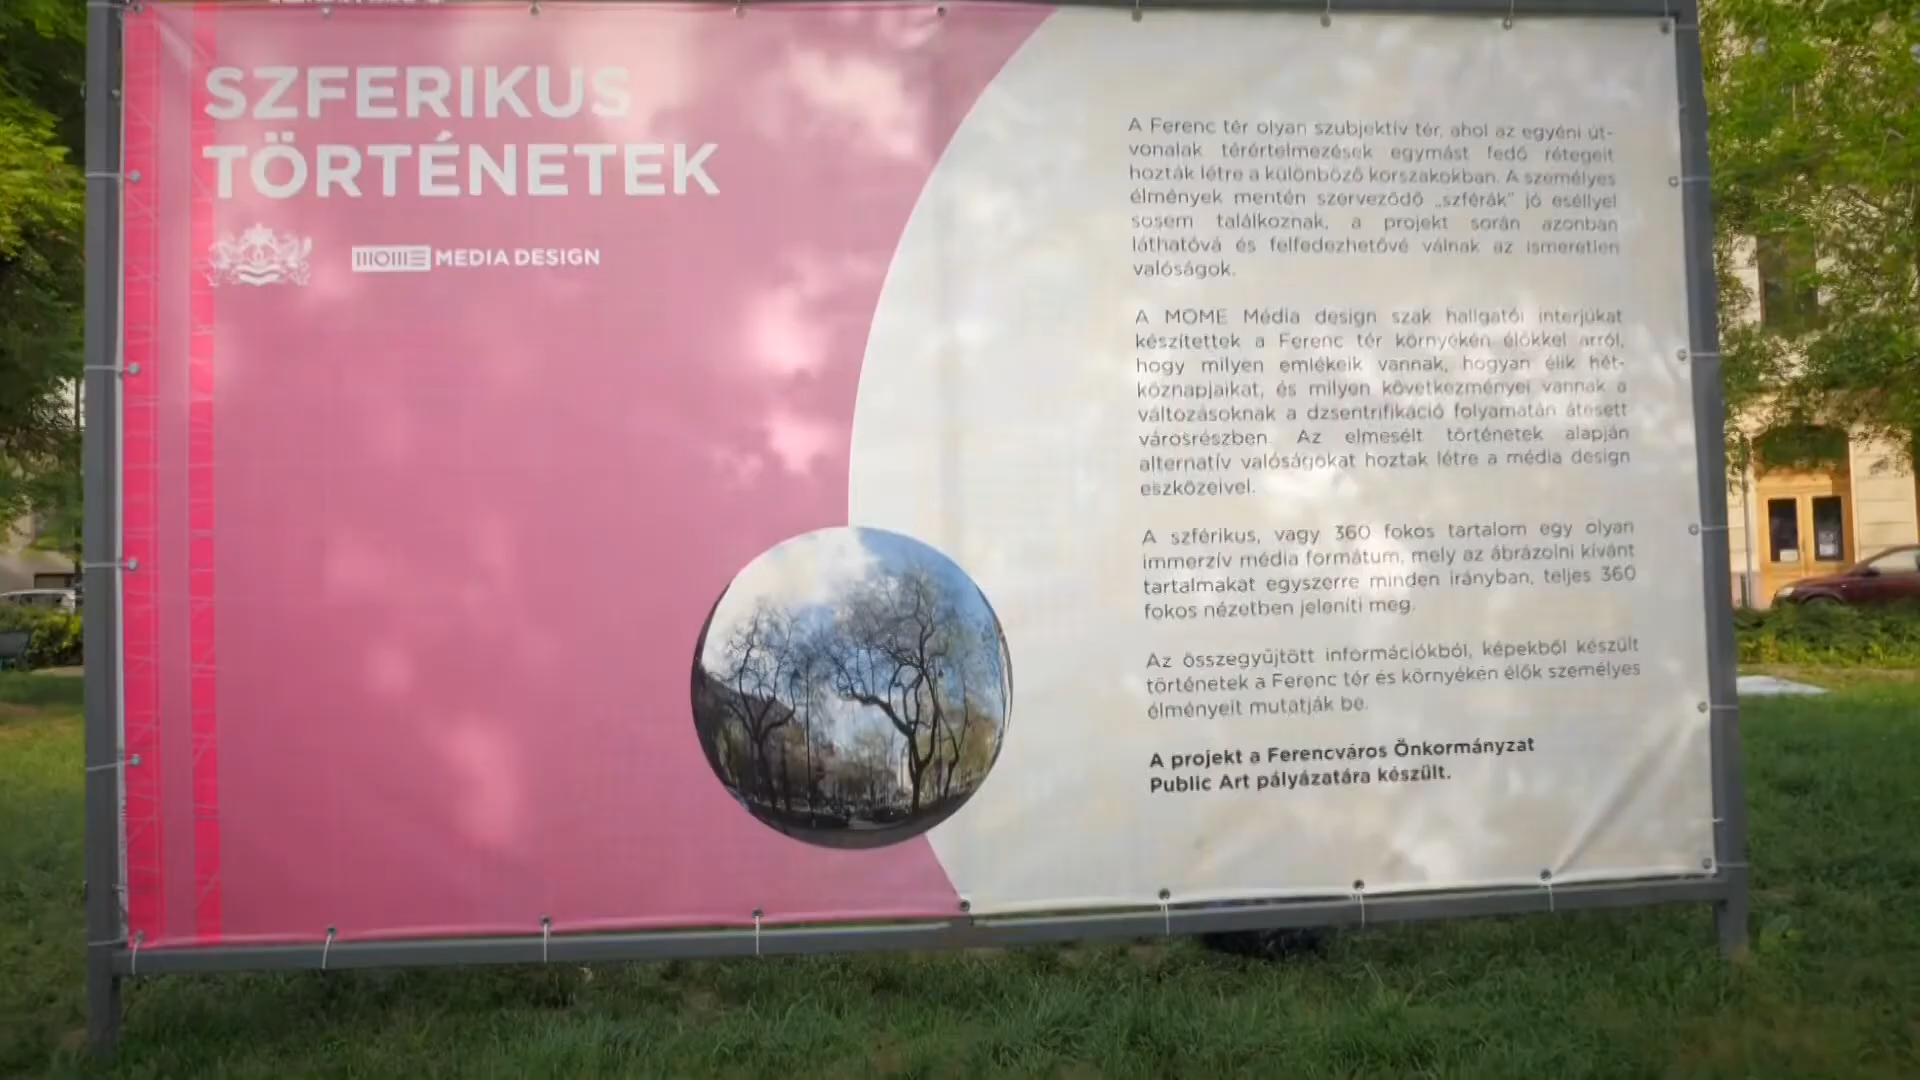 SZFERIKUS
TÖRTÉNETEK
MOME MEDIA DESIGN
A Ferenc tér olyan szubjektív tér, ahol az egyéni út-
vonalak térértelmezések egymást fedő rétegeit
hozták létre a különböző korszakokban. A személyes
élmények mentén szerveződő „szférák" jó eséllyel
sosem találkoznak, a projekt során azonban
láthatóvá és felfedezhetővé válnak az ismeretlen
valóságok.
A MOME Média design szak hallgatói interjúkat
készítettek a Ferenc tér környékén élőkkel arról,
hogy milyen emlékeik vannak, hogyan élik hét-
köznapjaikat, és milyen következményei vannak a
változásoknak a dzsentrifikáció folyamatán átesett
városrészben. Az elmesélt történetek alapján
alternatív valóságokat hoztak létre a média design
eszközeivel.
A szférikus, vagy 360 fokos tartalom egy olyan
immerzív média formátum, mely az ábrázolni kívánt
tartalmakat egyszerre minden irányban, teljes 360
fokos nézetben jeleníti meg.
Az összegyűjtött információkból, képekből készült
történetek a Ferenc tér és környékén élők személyes
élményeit mutatják be.
A projekt a Ferencváros Önkormányzat
Public Art pályázatára készült.